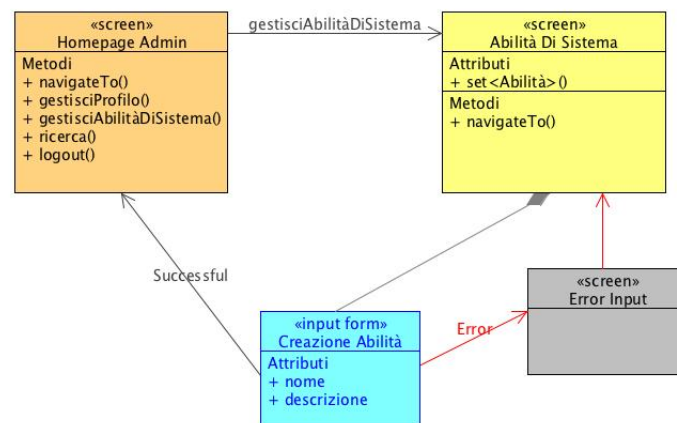 «screen»
Homepage Admin
Metodi
+ navigateTo()
+ gestisciProfilo()
+ gestisciAbilitàDiSistema()
+ ricerca()
+ logout()
gestisciAbilitàDiSistema
«screen»
Abilità Di Sistema
Attributi
+ set<Abilità>()
Metodi
+ navigateTo()
Successful
«input form»
Creazione Abilità
Attributi
+ nome
+ descrizione
Error
«screen»
Error Input